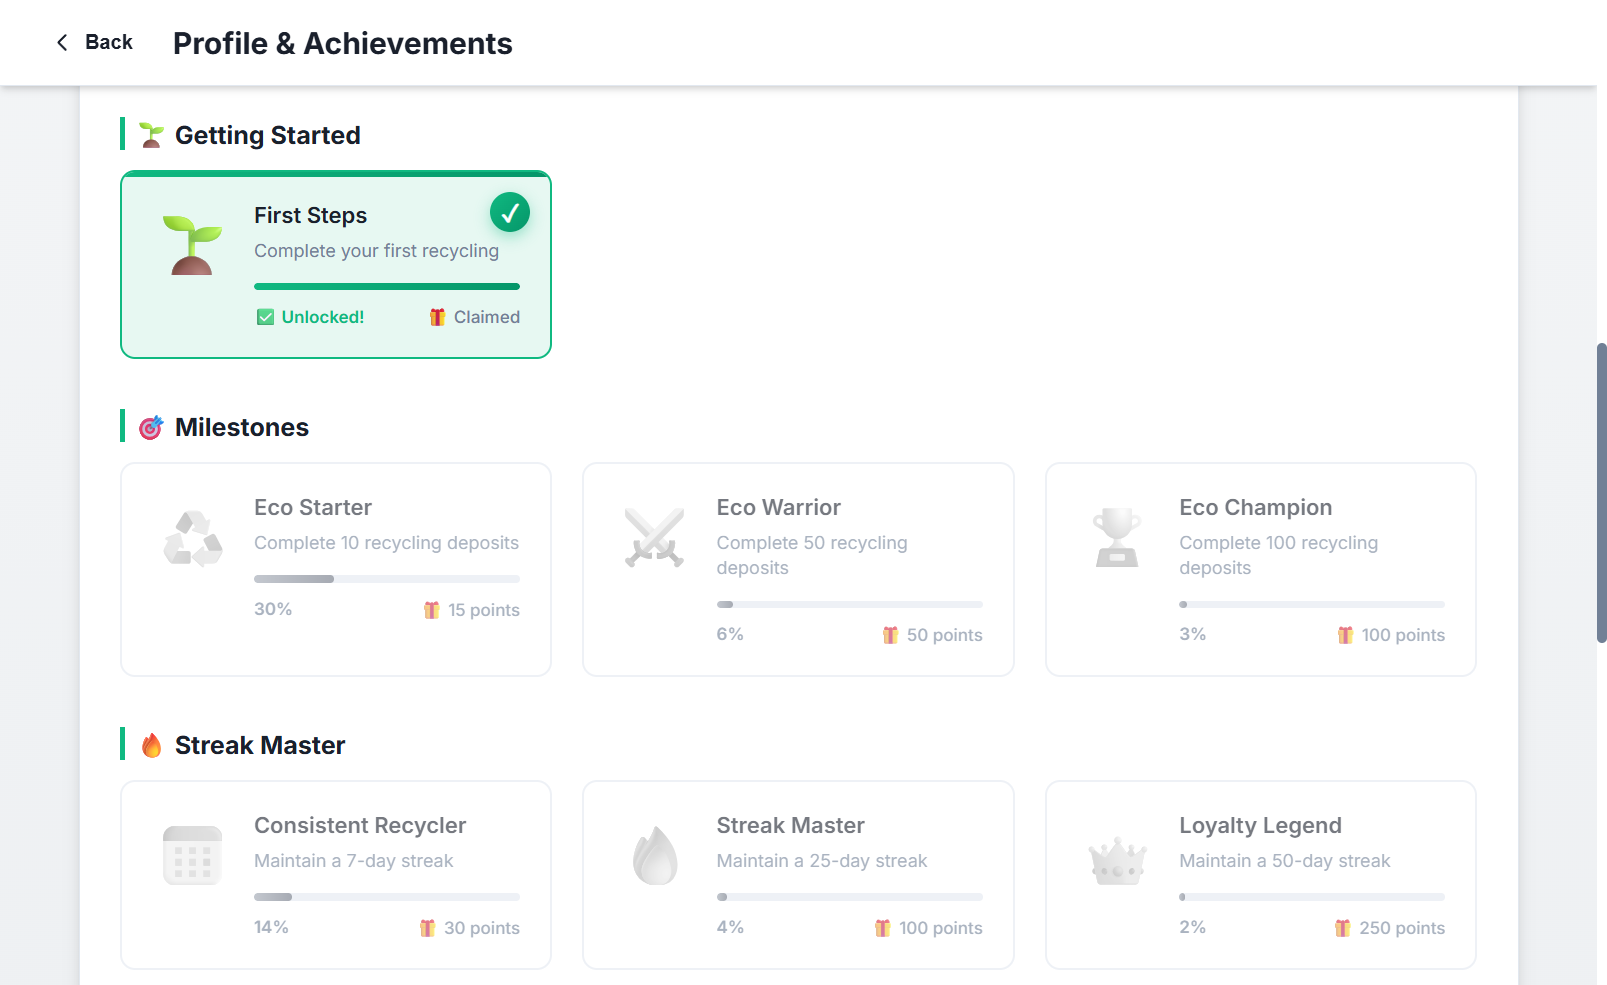 Back
Profile & Achievements
Getting Started
First Steps
Complete your first recycling
Unlocked!
Claimed
Milestones
Eco Starter
Complete 10 recycling deposits
30%
15 points
Eco Warrior
Complete 50 recycling
deposits
6%
50 points
Eco Champion
Complete 100 recycling
deposits
3%
100 points
Streak Master
Consistent Recycler
Maintain a 7-day streak
14%
30 points
Streak Master
Maintain a 25-day streak
4%
100 points
Loyalty Legend
Maintain a 50-day streak
2%
250 points